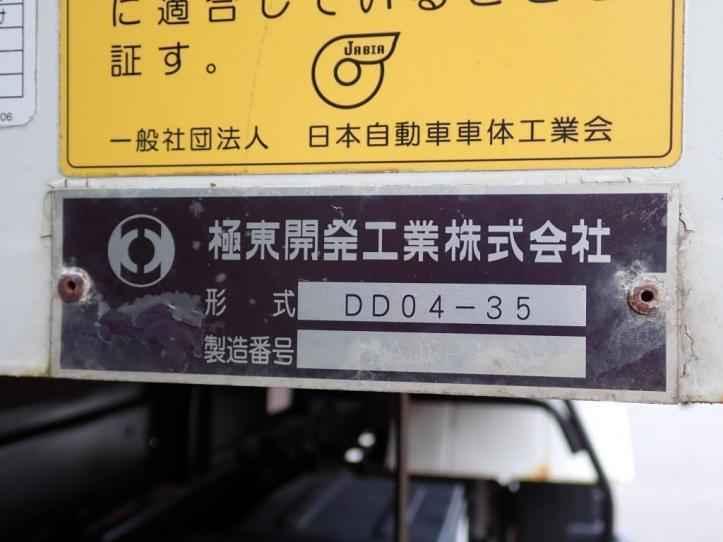 に適合していることを
証す。
JABIA
一般社団法人 日本自動車車体工業会
極東開発工業株式会社
形 式 DD04-35
製造番号
06